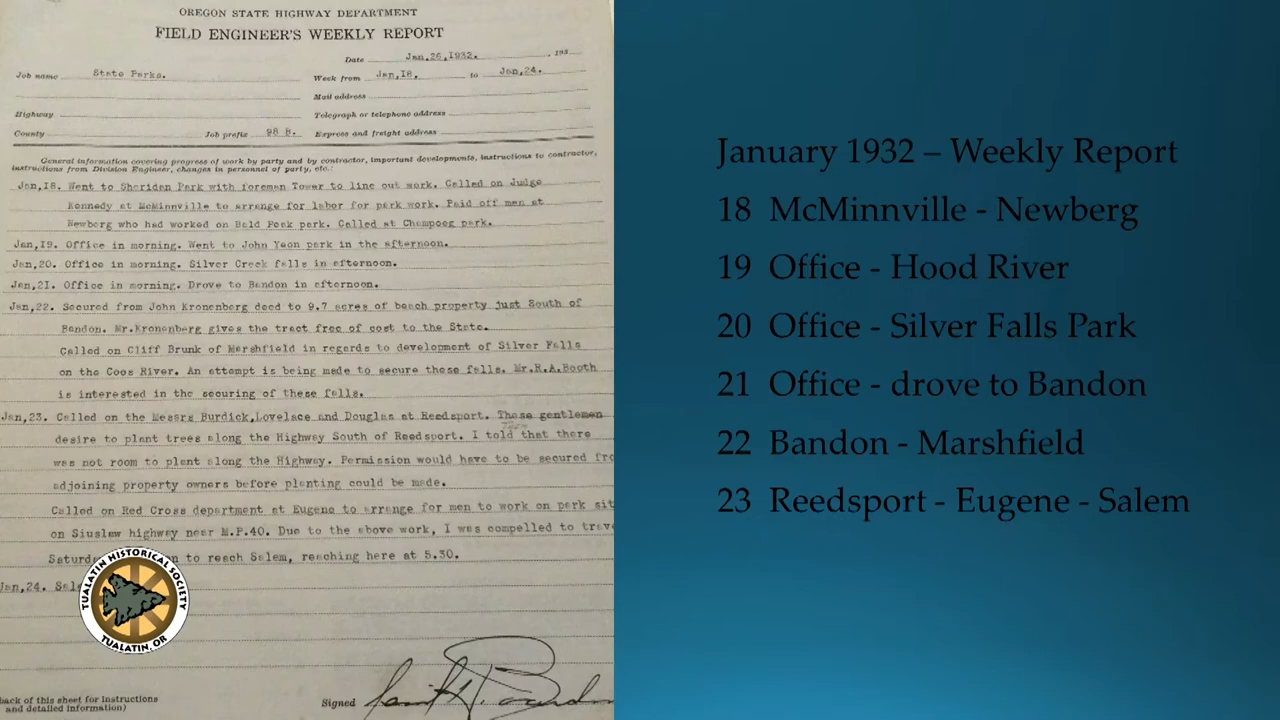 OREGON STATE HIGHWAY DEPARTMENT
FIELD ENGINEER'S WEEKLY REPORT
Date Jan,26,1932. , 193
Job name State Parks. Week from Jan,18, to Jan,24.
Mail address
Highway Telegraph or telephone address
County Job prefix 98 B. Express and freight address
General information covering progress of work by party and by contractor, important developments, instructions to contractor,
instructions from Division Engineer, changes in personnel of party, etc.:
Jan,18. Went to Sheridan Park with foreman Tower to line out work. Called on Judge
Kennedy at McMinnville to arrange for labor for park work. Paid off men at
Newberg who had worked on Bald Peak park. Called at Champoeg park.
Jan,19. Office in morning. Went to John Yeon park in the afternoon.
Jan,20. Office in morning. Silver Creek falls in afternoon.
Jan,21. Office in morning. Drove to Bandon in afternoon.
Jan,22. Secured from John Kronenberg deed to 9.7 acres of beach property just South of
Bandon. Mr.Kronenberg gives the tract free of cost to the State.
Called on Cliff Brunk of Marshfield in regards to development of Silver Falls
on the Coos River. An attempt is being made to secure these falls. Mr.R.A.Booth
is interested in the securing of these falls.
Jan,23. Called on the Messrs Burdick,Lovelace and Douglas at Reedsport. These gentlemen
desire to plant trees along the Highway South of Reedsport. I told them that there
was not room to plant along the Highway. Permission would have to be secured fro
adjoining property owners before planting could be made.
Called on Red Cross department at Eugene to arrange for men to work on park sit
on Siuslaw highway near M.P.40. Due to the above work, I was compelled to trav
Saturd on to reach Salem, reaching here at 5.30.
Jan,24. Sal
TUALATIN HISTORICAL SOCIETY
TUALATIN, OR
back of this sheet for instructions
and detailed information)
Signed
January 1932 – Weekly Report
18 McMinnville - Newberg
19 Office - Hood River
20 Office - Silver Falls Park
21 Office - drove to Bandon
22 Bandon - Marshfield
23 Reedsport - Eugene - Salem